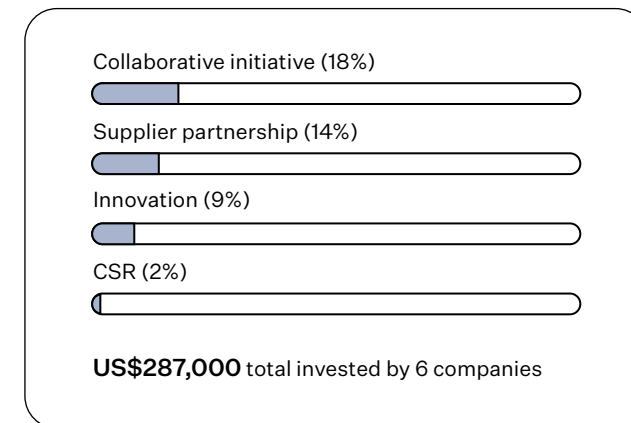 Collaborative initiative (18%)
Supplier partnership (14%)
Innovation (9%)
CSR (2%)
US$287,000 total invested by 6 companies